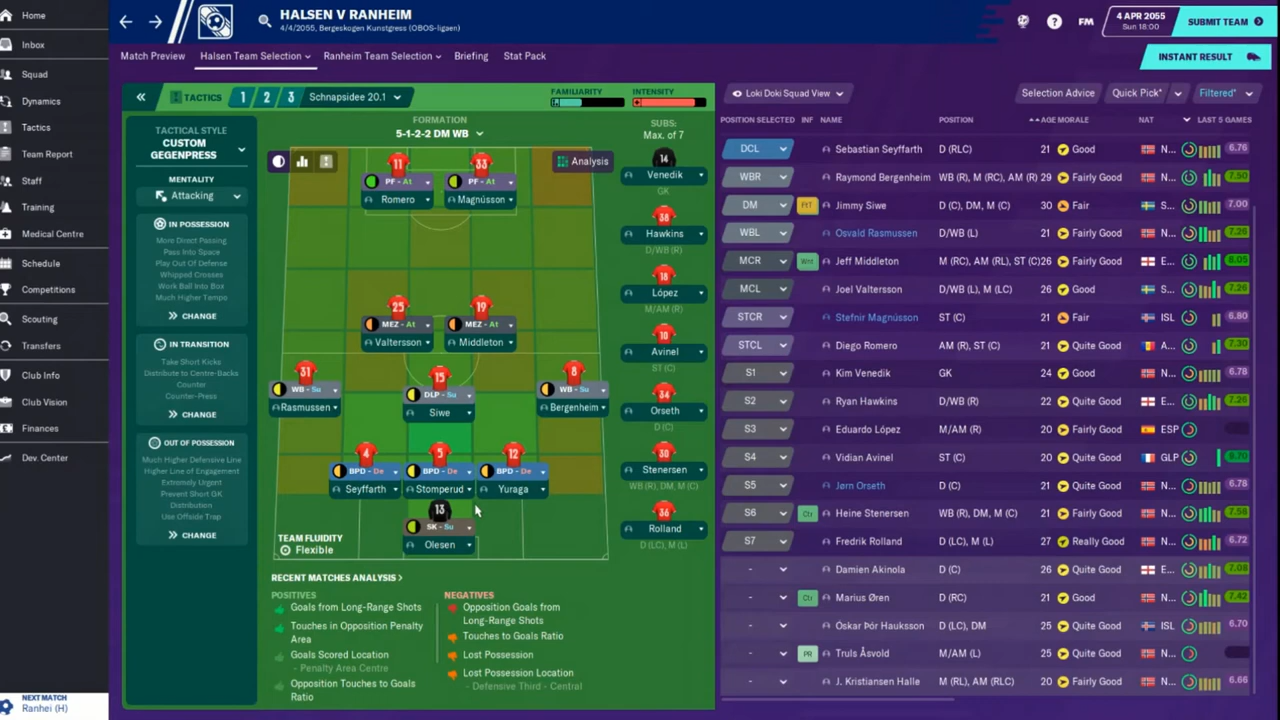 Home
Inbox
Squad
Dynamics
Tactics
Team Report
Staff
Training
Medical Centre
Schedule
Competitions
Scouting
Transfers
Club Info
Club Vision
Finances
Dev. Center
NEXT MATCH
Ranhei (H)
HALSEN V RANHEIM
4/4/2055, Bergeskogen Kunstgress (OBOS-ligaen)
FM
4 APR 2055
Sun 18:00
SUBMIT TEAM
Match Preview
Halsen Team Selection
Ranheim Team Selection
Briefing
Stat Pack
INSTANT RESULT
TACTICS
1 2 3
Schnapsidee 20.1
FAMILIARITY
INTENSITY
TACTICAL STYLE
CUSTOM
GEGENPRESS
MENTALITY
Attacking
IN POSSESSION
More Direct Passing
Pass Into Space
Play Out Of Defense
Whipped Crosses
Work Ball Into Box
Much Higher Tempo
CHANGE
IN TRANSITION
Take Short Kicks
Distribute to Centre-Backs
Counter
Counter-Press
CHANGE
OUT OF POSSESSION
Much Higher Defensive Line
Higher Line of Engagement
Extremely Urgent
Prevent Short GK
Distribution
Use Offside Trap
CHANGE
FORMATION
5-1-2-2 DM WB
Analysis
11
PF - At
Romero
33
PF - At
Magnússon
25
MEZ - At
Valtersson
19
MEZ - At
Middleton
31
WB - Su
Rasmussen
15
DLP - Su
Siwe
8
WB - Su
Bergenheim
4
BPD - De
Seyffarth
5
BPD - De
Stomperud
12
BPD - De
Yuraga
13
SK - Su
Olesen
TEAM FLUIDITY
Flexible
SUBS:
Max. of 7
14
Venedik
GK
38
Hawkins
D/WB (R)
18
López
M/AM (R)
10
Avinel
ST (C)
34
Orseth
D (C)
30
Stenersen
WB (R), DM, M (C)
36
Rolland
D (LC), M (L)
RECENT MATCHES ANALYSIS
POSITIVES
Goals from Long-Range Shots
Touches in Opposition Penalty
Area
Goals Scored Location
- Penalty Area Centre
Opposition Touches to Goals
Ratio
NEGATIVES
Opposition Goals from
Long-Range Shots
Touches to Goals Ratio
Lost Possession
Lost Possession Location
- Defensive Third - Central
Loki Doki Squad View
Selection Advice
Quick Pick*
Filtered*
POSITION SELECTED INF NAME POSITION AGE MORALE NAT LAST 5 GAMES
DCL Sebastian Seyffarth D (RLC) 21 Good N... 6.76
WBR Raymond Bergenheim WB (R), M (RC), AM (R) 29 Fairly Good N... 7.50
DM FtT Jimmy Siwe D (C), DM, M (C) 30 Fair S... 7.00
WBL Osvald Rasmussen D/WB (L) 21 Quite Good N... 7.26
MCR Wnt Jeff Middleton M (RC), AM (RL), ST (C) 26 Fairly Good E... 8.05
MCL Joel Valtersson D/WB (L), M (LC) 26 Good S... 7.26
STCR Stefnir Magnússon ST (C) 21 Fair ISL 6.80
STCL Diego Romero AM (R), ST (C) 21 Quite Good A... 7.30
S1 Kim Venedik GK 24 Quite Good N... 6.78
S2 Ryan Hawkins D/WB (R) 22 Fairly Good E... 7.26
S3 Eduardo López M/AM (R) 20 Fairly Good ESP
S4 Vidian Avinel ST (C) 20 Quite Good GLP 6.70
S5 Jørn Orseth D (C) 21 Quite Good N... 6.78
S6 Ctr Heine Stenersen WB (R), DM, M (C) 21 Quite Good N... 7.58
S7 Fredrik Rolland D (LC), M (L) 27 Really Good N... 6.72
- Damien Akinola D (C) 26 Quite Good E... 7.08
- Ctr Marius Øren D (RC) 21 Good N... 7.42
- Óskar Þór Hauksson D (LC), DM 25 Quite Good ISL 6.70
- PR Truls Åsvold M/AM (L) 25 Quite Good N...
- J. Kristiansen Halle M (RL), AM (RLC) 20 Fairly Good N... 6.66